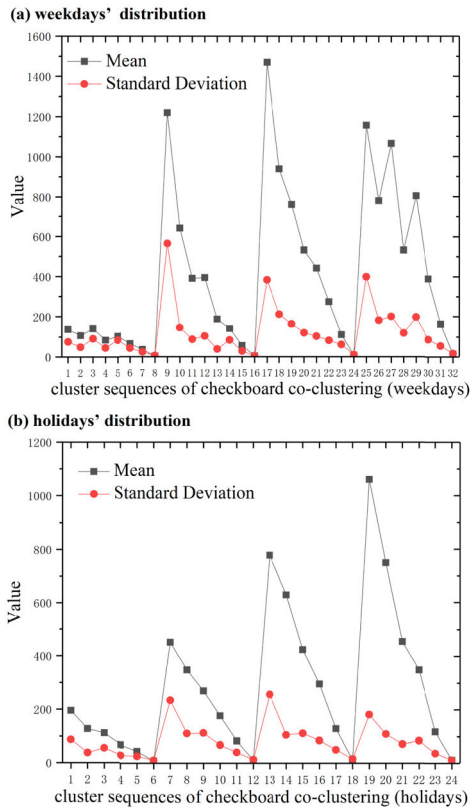 (a) weekdays' distribution
1600
1400
1200
1000
800
600
400
200
0
Value
Mean
Standard Deviation
1 2 3 4 5 6 7 8 9 10 11 12 13 14 15 16 17 18 19 20 21 22 23 24 25 26 27 28 29 30 31 32
cluster sequences of checkboard co-clustering (weekdays)
(b) holidays' distribution
1200
1000
800
600
400
200
0
Value
Mean
Standard Deviation
1 2 3 4 5 6 7 8 9 10 11 12 13 14 15 16 17 18 19 20 21 22 23 24
cluster sequences of checkboard co-clustering (holidays)